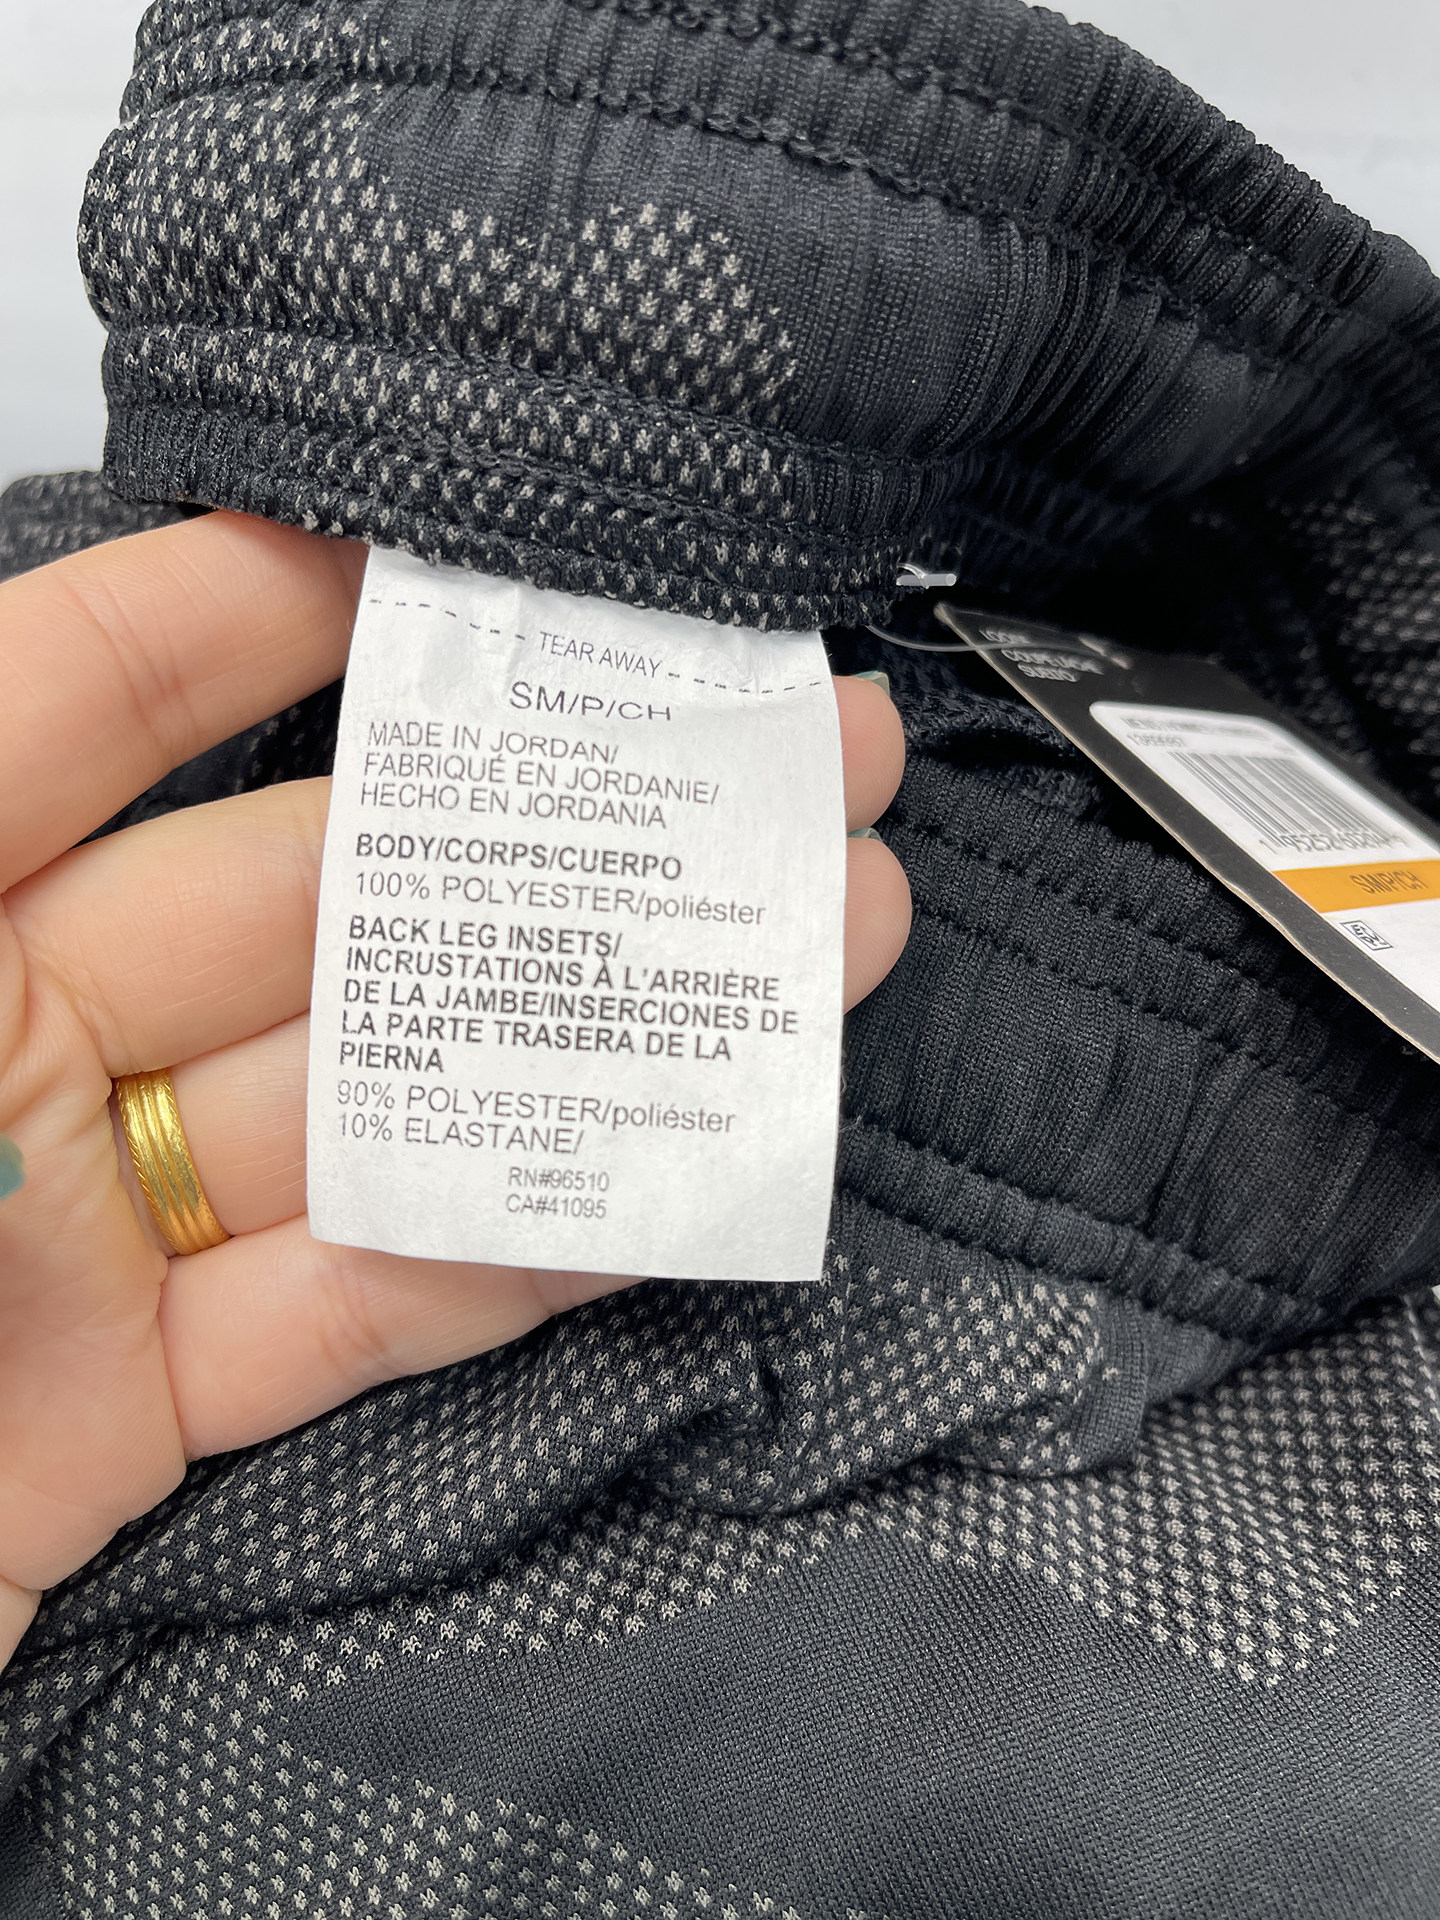 TEAR AWAY
SM/P/CH
MADE IN JORDAN/
FABRIQUÉ EN JORDANIE/
HECHO EN JORDANIA
BODY/CORPS/CUERPO
100% POLYESTER/poliéster
BACK LEG INSETS/
INCRUSTATIONS À L'ARRIÈRE
DE LA JAMBE/INSERCIONES DE
LA PARTE TRASERA DE LA
PIERNA
90% POLYESTER/poliéster
10% ELASTANE/
RN#96510
CA#41095
SM/P/CH